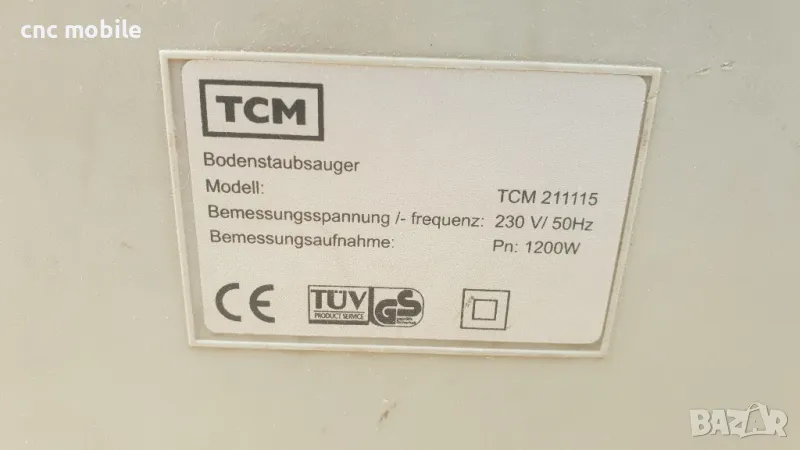 cnc mobile
TCM
Bodenstaubsauger
Modell: TCM 211115
Bemessungsspannung /- frequenz: 230 V/ 50Hz
Bemessungsaufnahme: Pn: 1200W
CE TÜV GS
PRODUCT SERVICE
BAZAR